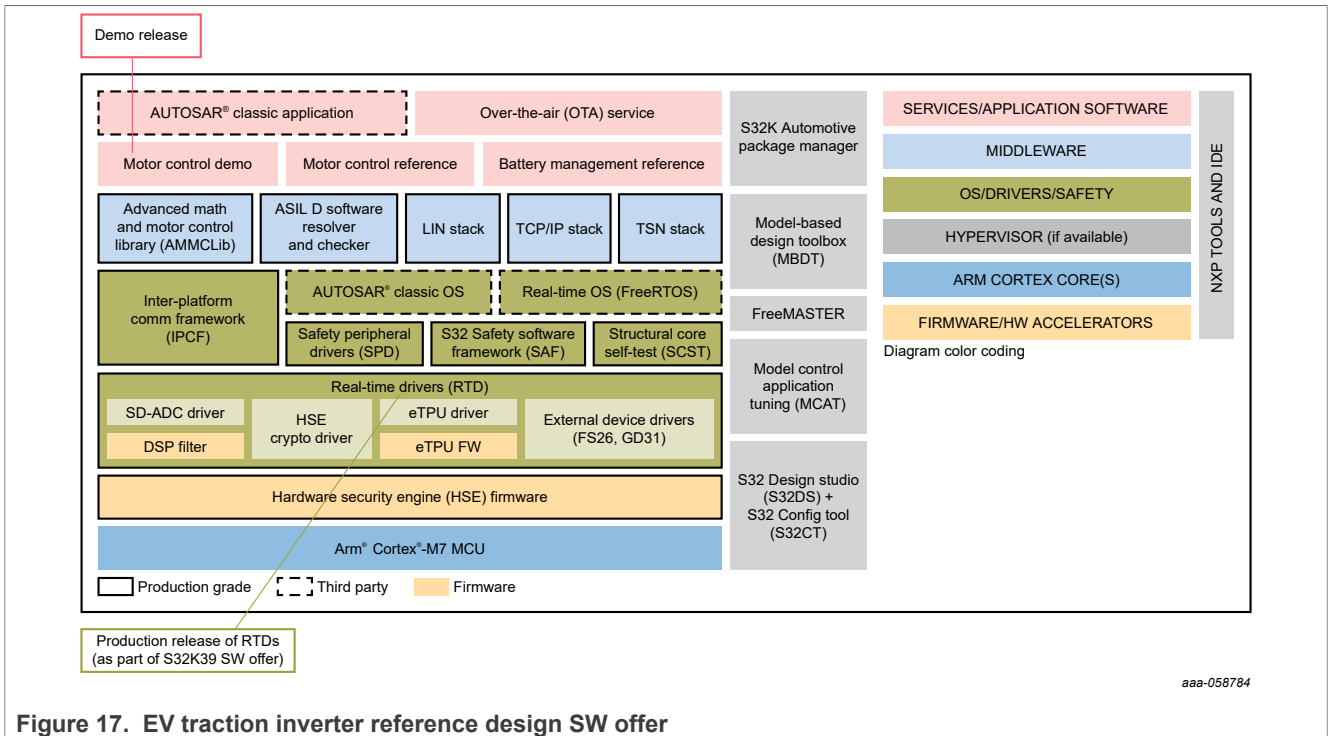 Demo release
AUTOSAR® classic application
Over-the-air (OTA) service
Motor control demo
Motor control reference
Battery management reference
Advanced math
and motor control
library (AMMCLib)
ASIL D software
resolver
and checker
LIN stack
TCP/IP stack
TSN stack
Inter-platform
comm framework
(IPCF)
AUTOSAR® classic OS
Real-time OS (FreeRTOS)
Safety peripheral
drivers (SPD)
S32 Safety software
framework (SAF)
Structural core
self-test (SCST)
Real-time drivers (RTD)
SD-ADC driver
DSP filter
HSE
crypto driver
eTPU driver
eTPU FW
External device drivers
(FS26, GD31)
Hardware security engine (HSE) firmware
Arm® Cortex®-M7 MCU
Production grade
Third party
Firmware
S32K Automotive
package manager
Model-based
design toolbox
(MBDT)
FreeMASTER
Model control
application
tuning (MCAT)
S32 Design studio
(S32DS) +
S32 Config tool
(S32CT)
SERVICES/APPLICATION SOFTWARE
MIDDLEWARE
OS/DRIVERS/SAFETY
HYPERVISOR (if available)
ARM CORTEX CORE(S)
FIRMWARE/HW ACCELERATORS
Diagram color coding
NXP TOOLS AND IDE
Production release of RTDs
(as part of S32K39 SW offer)
aaa-058784
Figure 17. EV traction inverter reference design SW offer